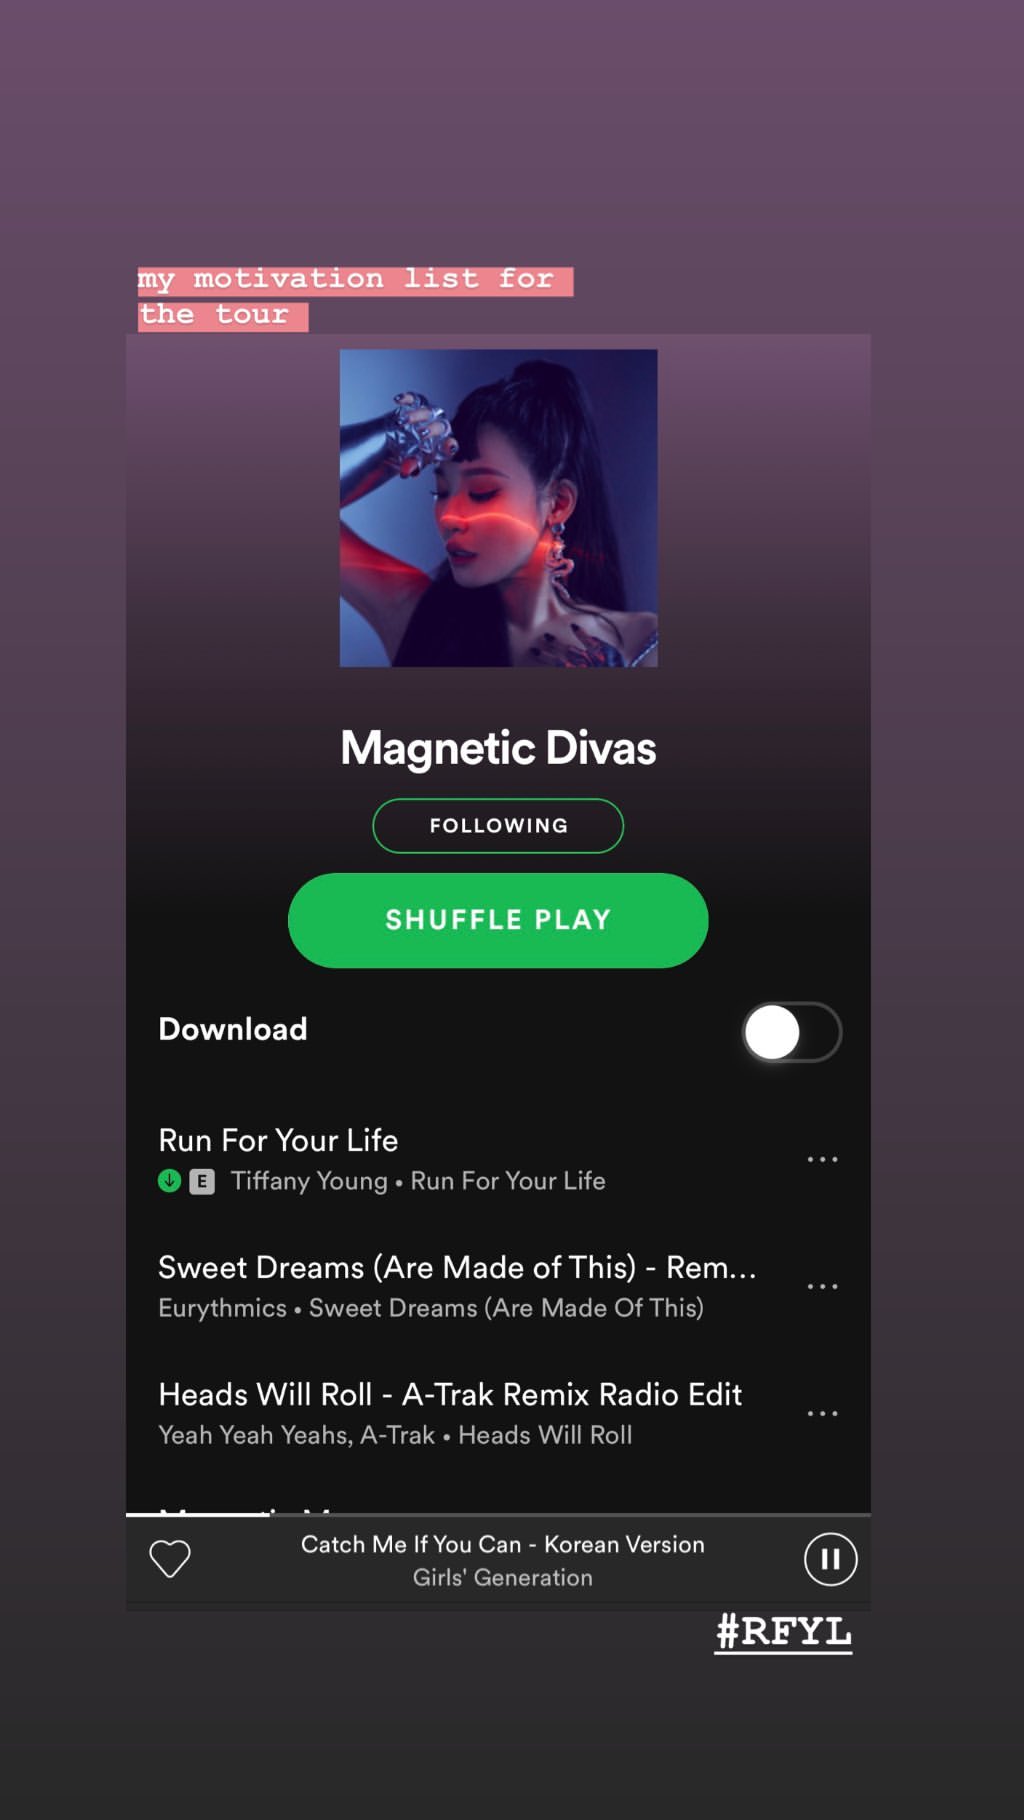 my motivation list for
the tour
Magnetic Divas
FOLLOWING
SHUFFLE PLAY
Download
Run For Your Life
E Tiffany Young • Run For Your Life
Sweet Dreams (Are Made of This) - Rem...
Eurythmics • Sweet Dreams (Are Made Of This)
Heads Will Roll - A-Trak Remix Radio Edit
Yeah Yeah Yeahs, A-Trak • Heads Will Roll
Catch Me If You Can - Korean Version
Girls' Generation
#RFYL